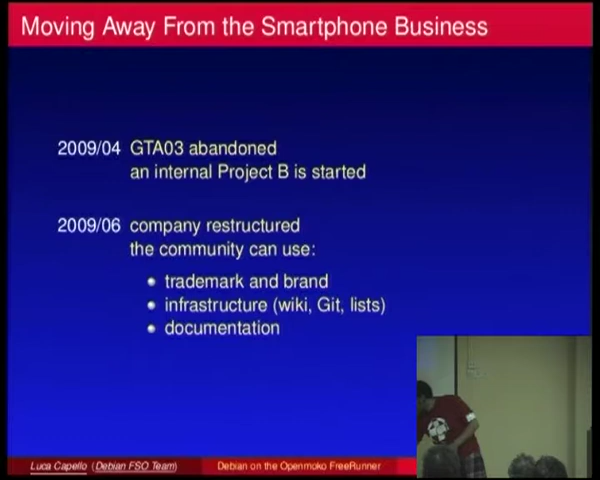 Moving Away From the Smartphone Business
2009/04 GTA03 abandoned
an internal Project B is started
2009/06 company restructured
the community can use:
trademark and brand
infrastructure (wiki, Git, lists)
documentation
Luca Capello (Debian FSO Team) Debian on the Openmoko FreeRunner